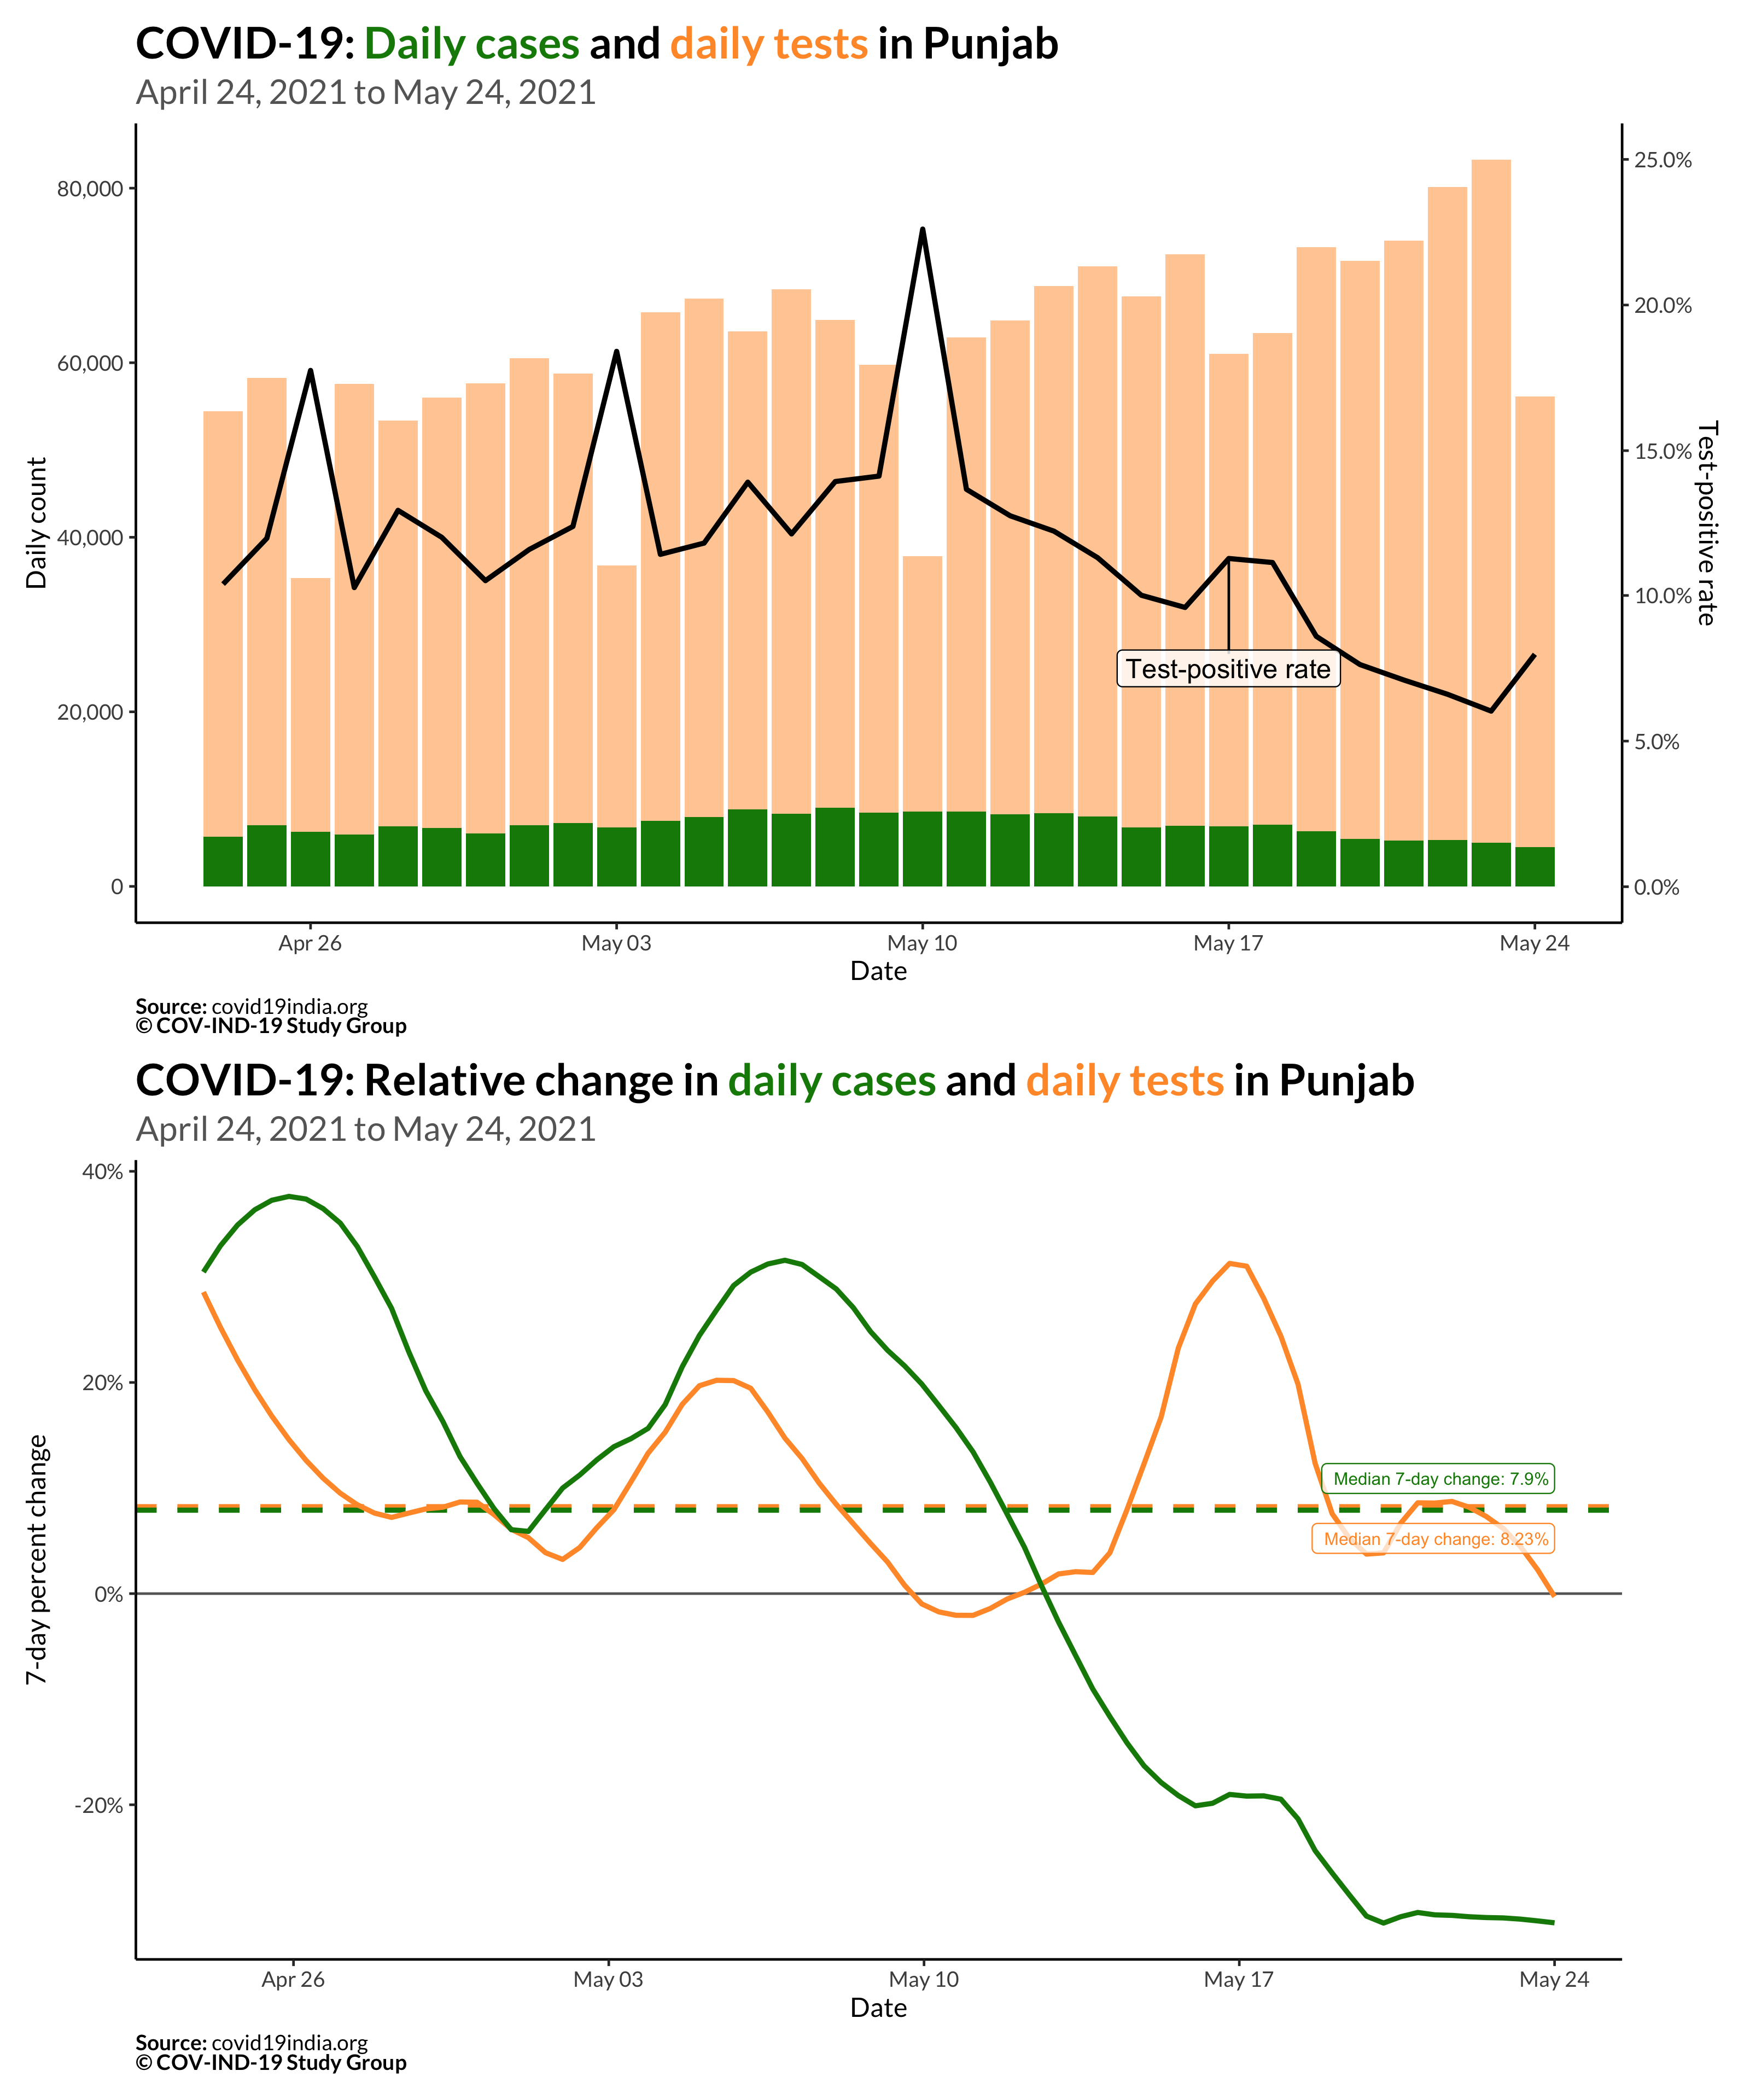 COVID-19: Daily cases and daily tests in Punjab
April 24, 2021 to May 24, 2021
80,000
60,000
40,000
20,000
0
Daily count
25.0%
20.0%
15.0%
10.0%
5.0%
0.0%
Test-positive rate
Test-positive rate
Apr 26
May 03
May 10
May 17
May 24
Date
Source: covid19india.org
© COV-IND-19 Study Group
COVID-19: Relative change in daily cases and daily tests in Punjab
April 24, 2021 to May 24, 2021
40%
20%
0%
-20%
7-day percent change
Median 7-day change: 7.9%
Median 7-day change: 8.23%
Apr 26
May 03
May 10
May 17
May 24
Date
Source: covid19india.org
© COV-IND-19 Study Group